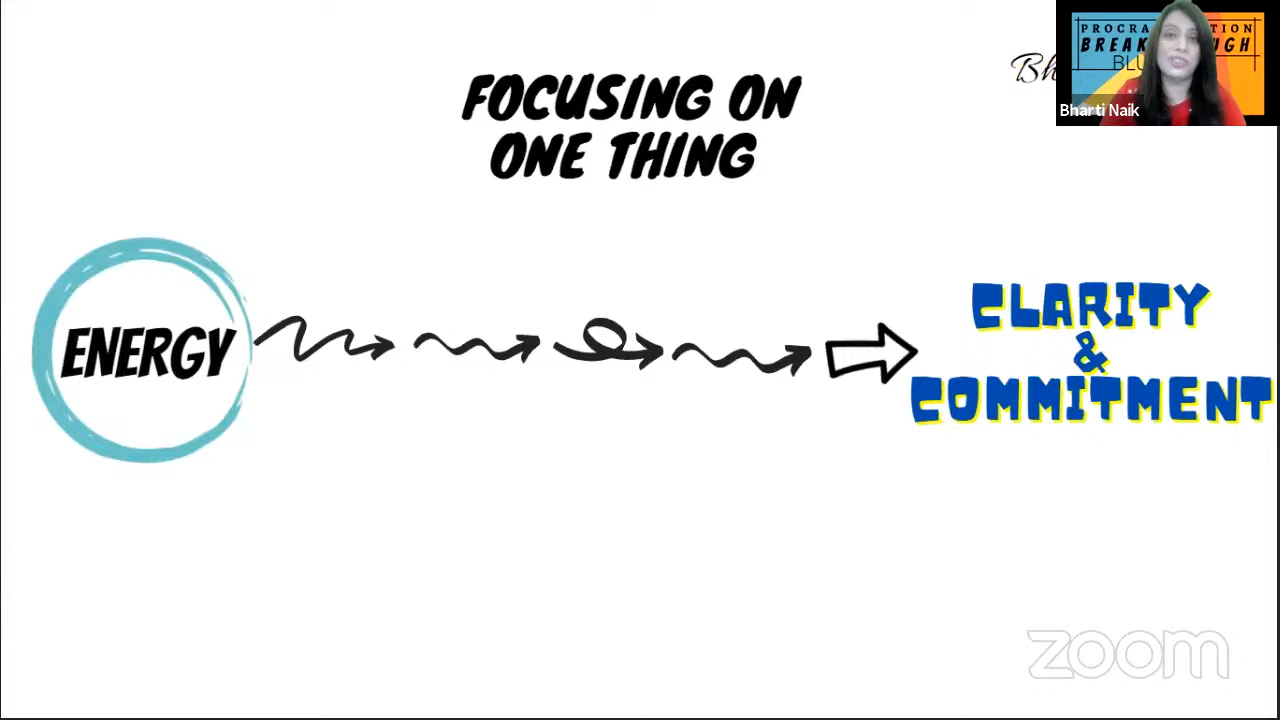 FOCUSING ON
ONE THING
ENERGY
CLARITY
&
COMMITMENT
Bharti Naik
zoom